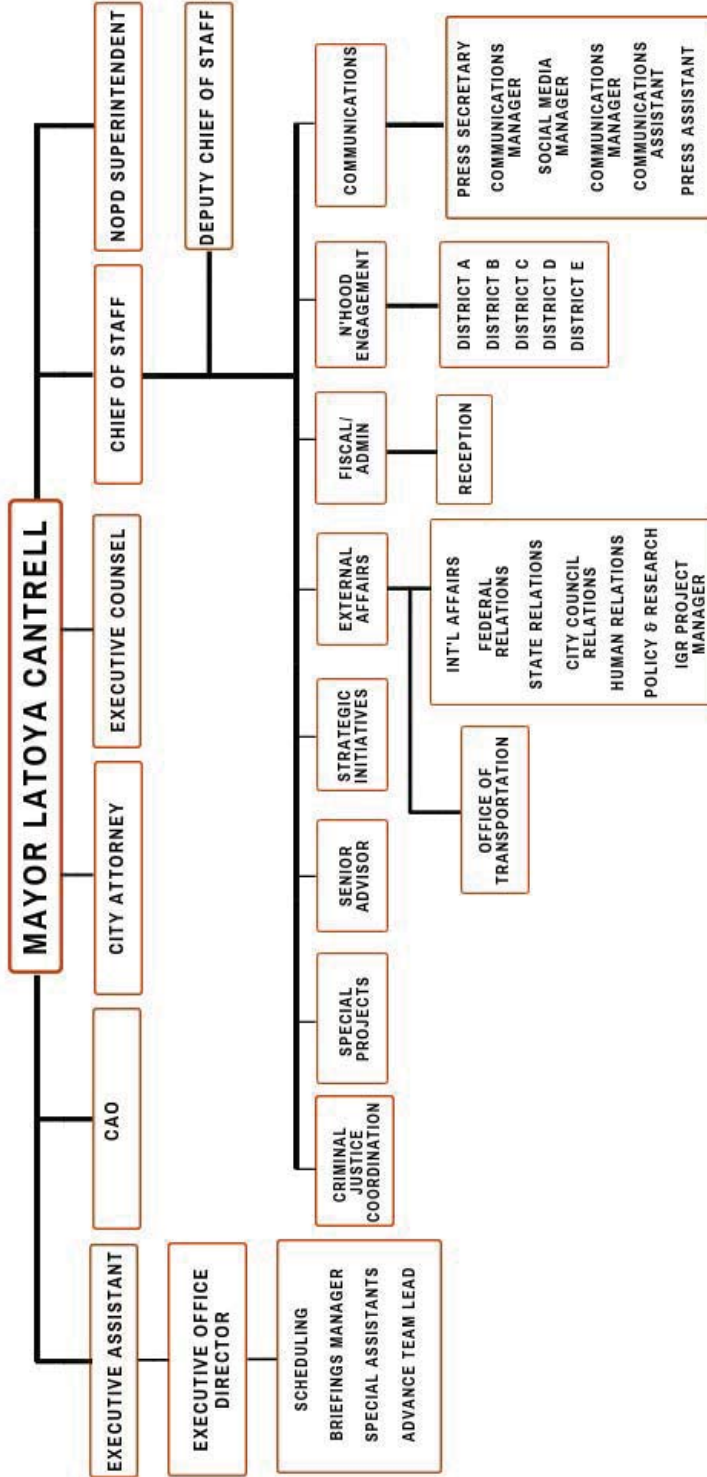 MAYOR LATOYA CANTRELL
EXECUTIVE ASSISTANT
CAO
CITY ATTORNEY
EXECUTIVE COUNSEL
CHIEF OF STAFF
NOPD SUPERINTENDENT
EXECUTIVE OFFICE
DIRECTOR
DEPUTY CHIEF OF STAFF
SCHEDULING
BRIEFINGS MANAGER
SPECIAL ASSISTANTS
ADVANCE TEAM LEAD
CRIMINAL
JUSTICE
COORDINATION
SPECIAL
PROJECTS
SENIOR
ADVISOR
STRATEGIC
INITIATIVES
EXTERNAL
AFFAIRS
FISCAL/
ADMIN
N'HOOD
ENGAGEMENT
COMMUNICATIONS
OFFICE OF
TRANSPORTATION
INT'L AFFAIRS
FEDERAL
RELATIONS
STATE RELATIONS
CITY COUNCIL
RELATIONS
HUMAN RELATIONS
POLICY & RESEARCH
IGR PROJECT
MANAGER
RECEPTION
DISTRICT A
DISTRICT B
DISTRICT C
DISTRICT D
DISTRICT E
PRESS SECRETARY
COMMUNICATIONS
MANAGER
SOCIAL MEDIA
MANAGER
COMMUNICATIONS
MANAGER
COMMUNICATIONS
ASSISTANT
PRESS ASSISTANT